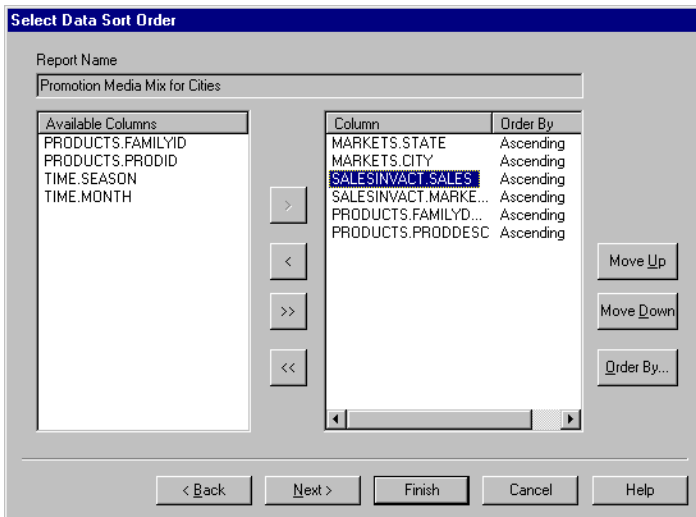 Select Data Sort Order
Report Name
Promotion Media Mix for Cities
Available Columns
PRODUCTS.FAMILYID
PRODUCTS.PRODID
TIME.SEASON
TIME.MONTH
>
<
>>
<<
Column Order By
MARKETS.STATE Ascending
MARKETS.CITY Ascending
SALESINVACT.SALES Ascending
SALESINVACT.MARKE... Ascending
PRODUCTS.FAMILYD... Ascending
PRODUCTS.PRODDESC Ascending
Move Up
Move Down
Order By...
< Back Next > Finish Cancel Help